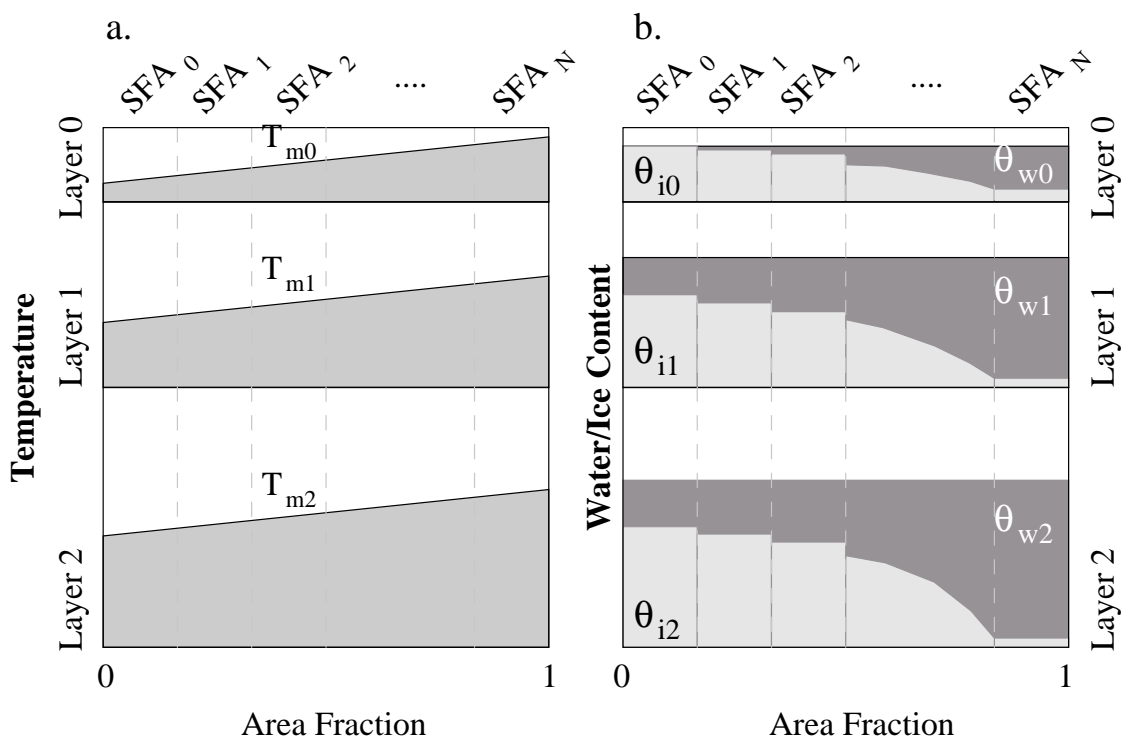 a.
SFA 0 SFA 1 SFA 2 .... SFA N
Temperature
Layer 0
Layer 1
Layer 2
T m0
T m1
T m2
0 1
Area Fraction
b.
SFA 0 SFA 1 SFA 2 .... SFA N
Water/Ice Content
θ i0
θ w0
θ i1
θ w1
θ i2
θ w2
Layer 0
Layer 1
Layer 2
0 1
Area Fraction